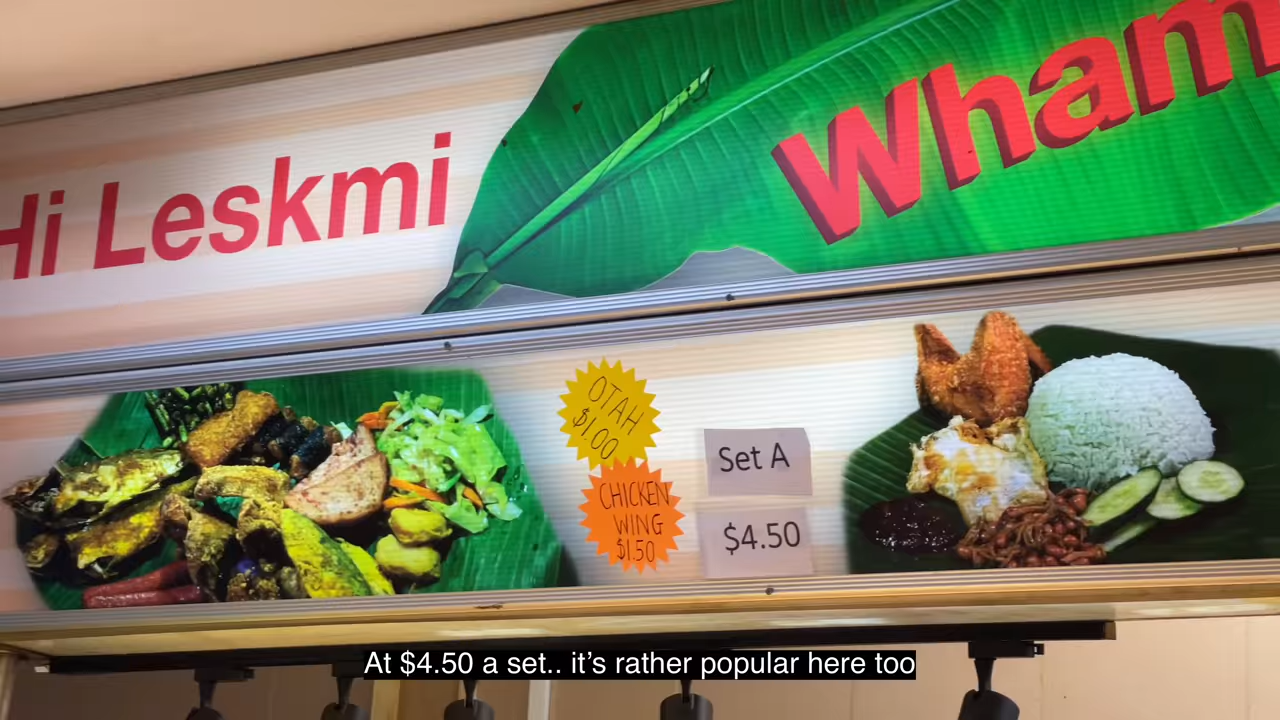 Hi Leskmi
Wham
OTAH
$1.00
CHICKEN
WING
$1.50
Set A
$4.50
At $4.50 a set.. it's rather popular here too